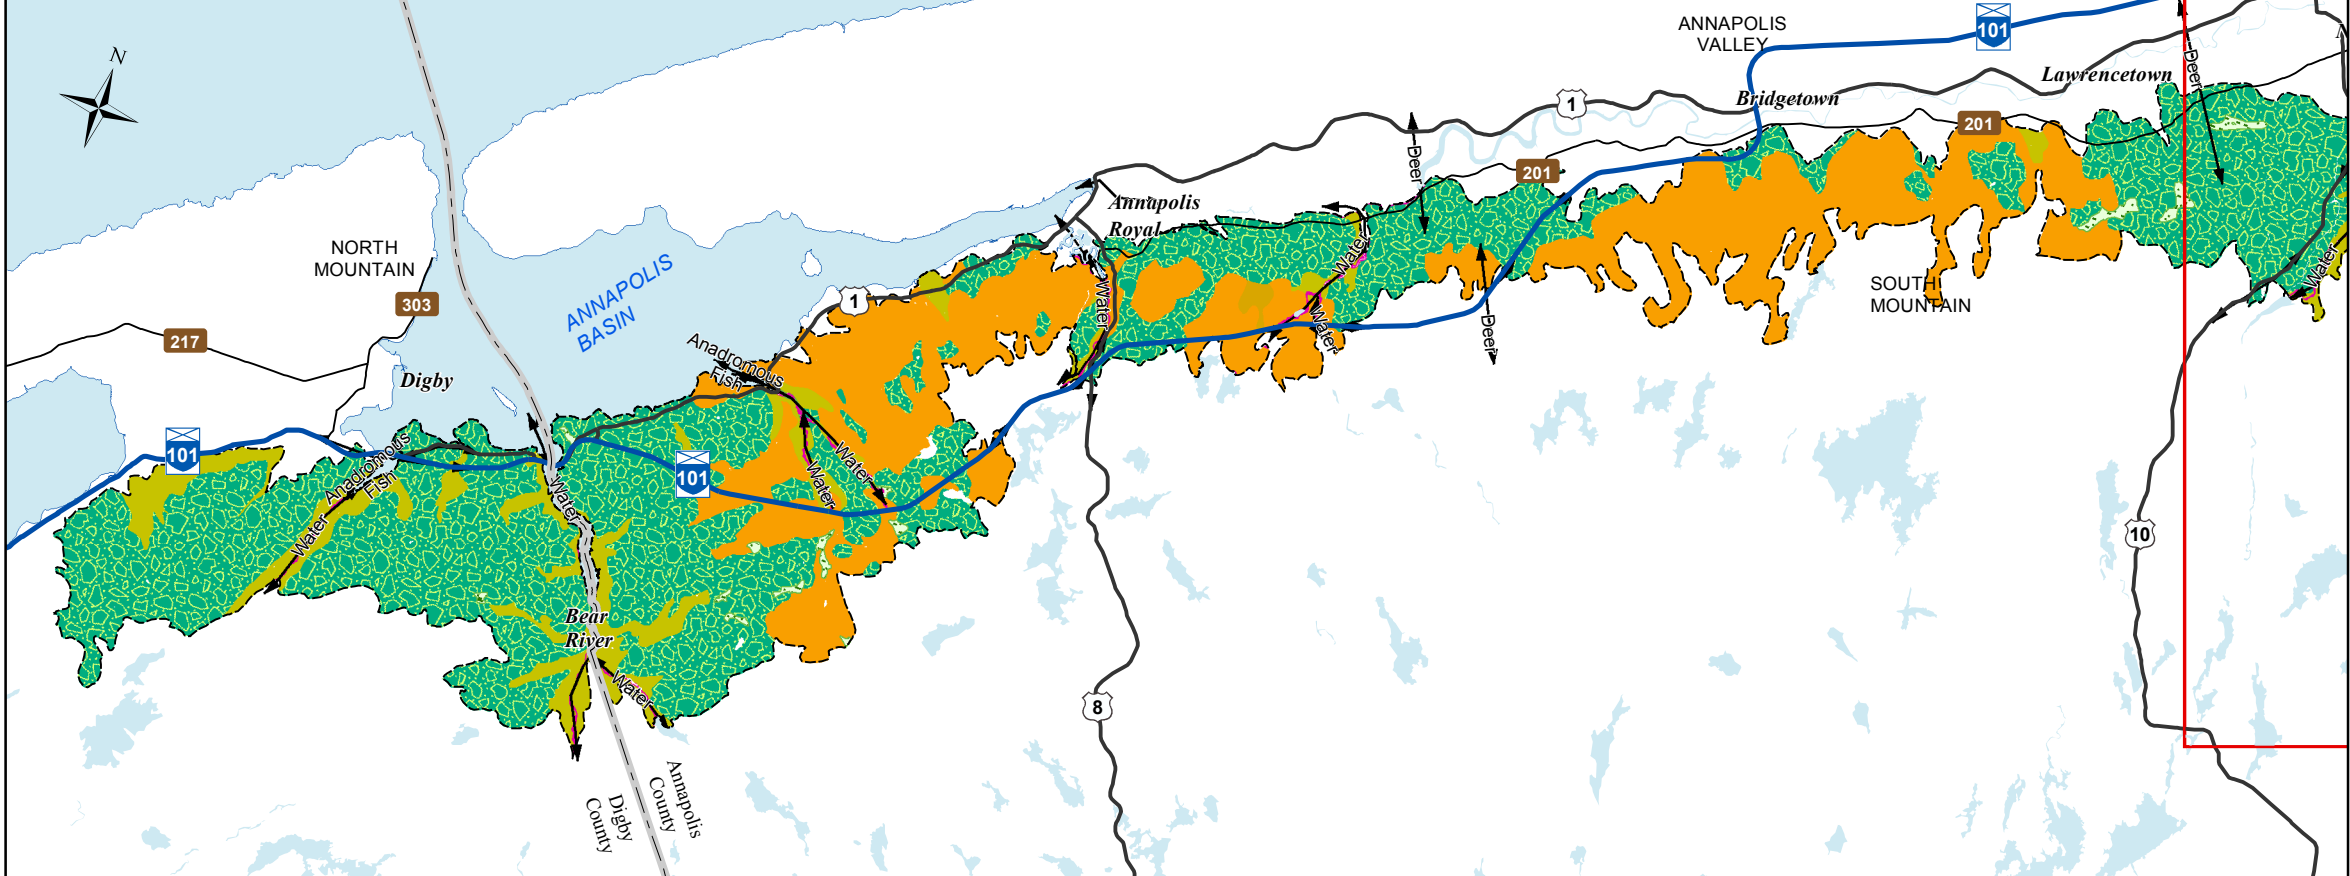 N
ANNAPOLIS
VALLEY
101
Deer
Lawrencetown
Bridgetown
1
201
201
Deer
Annapolis
Royal
NORTH
MOUNTAIN
303
217
ANNAPOLIS
BASIN
1
Water
Water
Water
Deer
SOUTH
MOUNTAIN
Water
Digby
Anadromous
Fish
101
Anadromous
Fish
Water
Water
101
Water
Water
10
Bear
River
Water
8
Annapolis
County
Digby
County